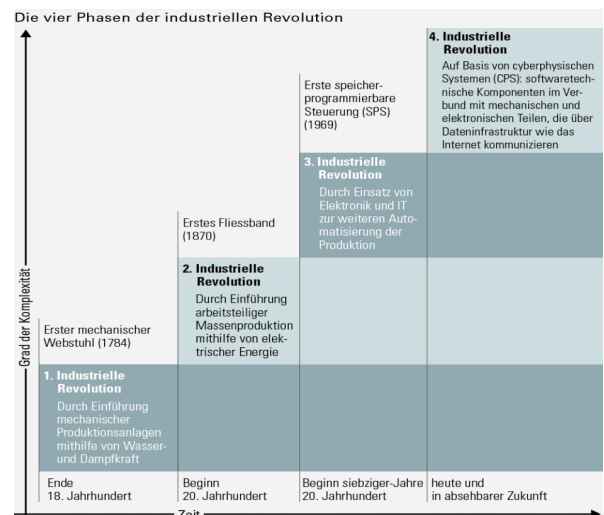 Die vier Phasen der industriellen Revolution
4. Industrielle
Revolution
Auf Basis von cyberphysischen
Systemen (CPS): softwaretech-
nische Komponenten im Ver-
bund mit mechanischen und
elektronischen Teilen, die über
Dateninfrastruktur wie das
Internet kommunizieren
Erste speicher-
programmierbare
Steuerung (SPS)
(1969)
3. Industrielle
Revolution
Durch Einsatz von
Elektronik und IT
zur weiteren Auto-
matisierung der
Produktion
Erstes Fliessband
(1870)
2. Industrielle
Revolution
Durch Einführung
arbeitsteiliger
Massenproduktion
mithilfe von elek-
trischer Energie
Erster mechanischer
Webstuhl (1784)
1. Industrielle
Revolution
Durch Einführung
mechanischer
Produktionsanlagen
mithilfe von Wasser-
und Dampfkraft
Grad der Komplexität
Ende
18. Jahrhundert
Beginn
20. Jahrhundert
Beginn siebziger-Jahre
20. Jahrhundert
heute und
in absehbarer Zukunft
Zeit